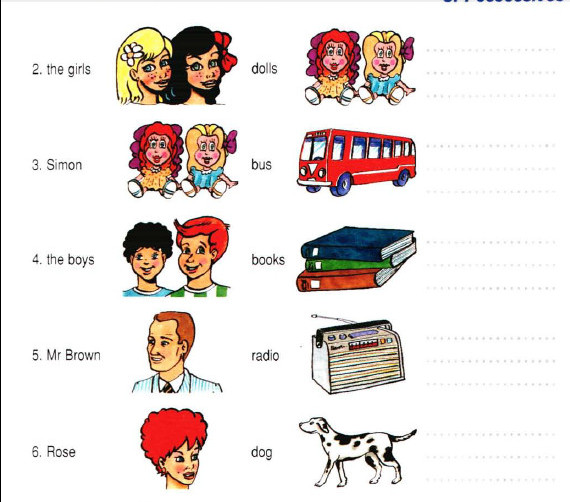 2. the girls dolls
3. Simon bus
4. the boys books
5. Mr Brown radio
6. Rose dog